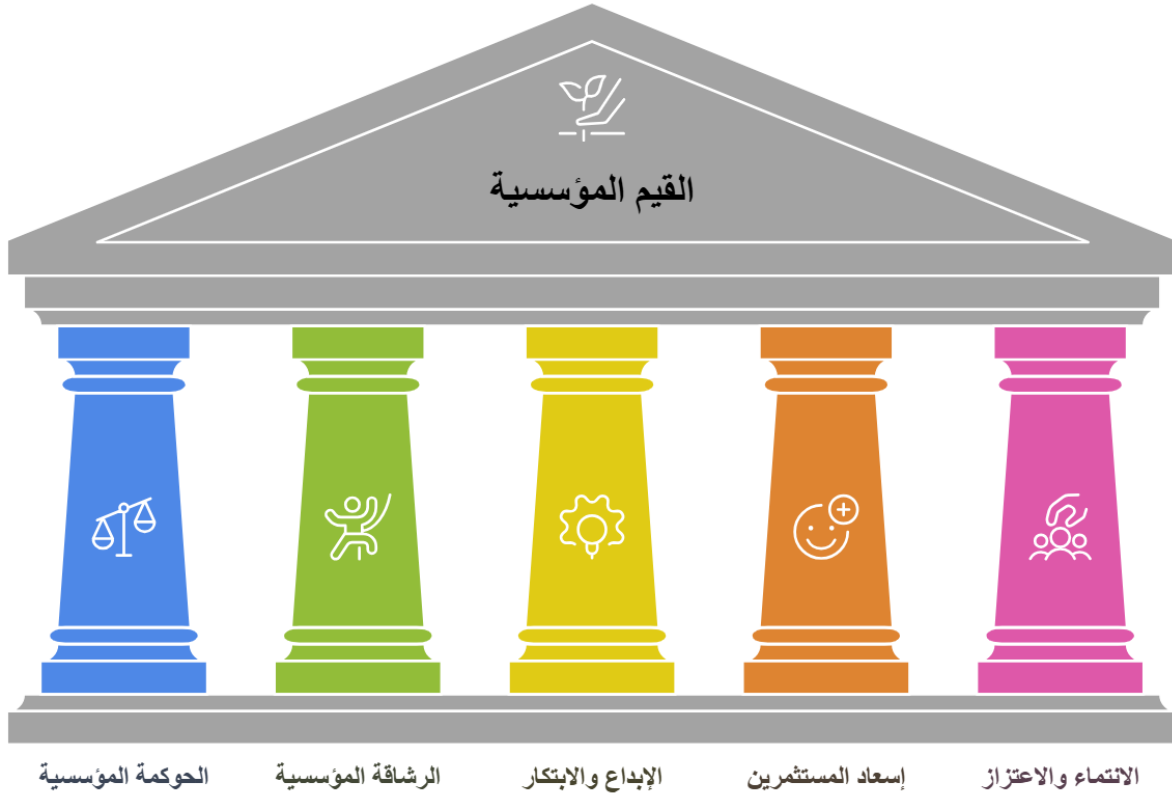 القيم المؤسسية
الانتماء والاعتزاز
إسعاد المستثمرين
الإبداع والابتكار
الرشاقة المؤسسية
الحوكمة المؤسسية